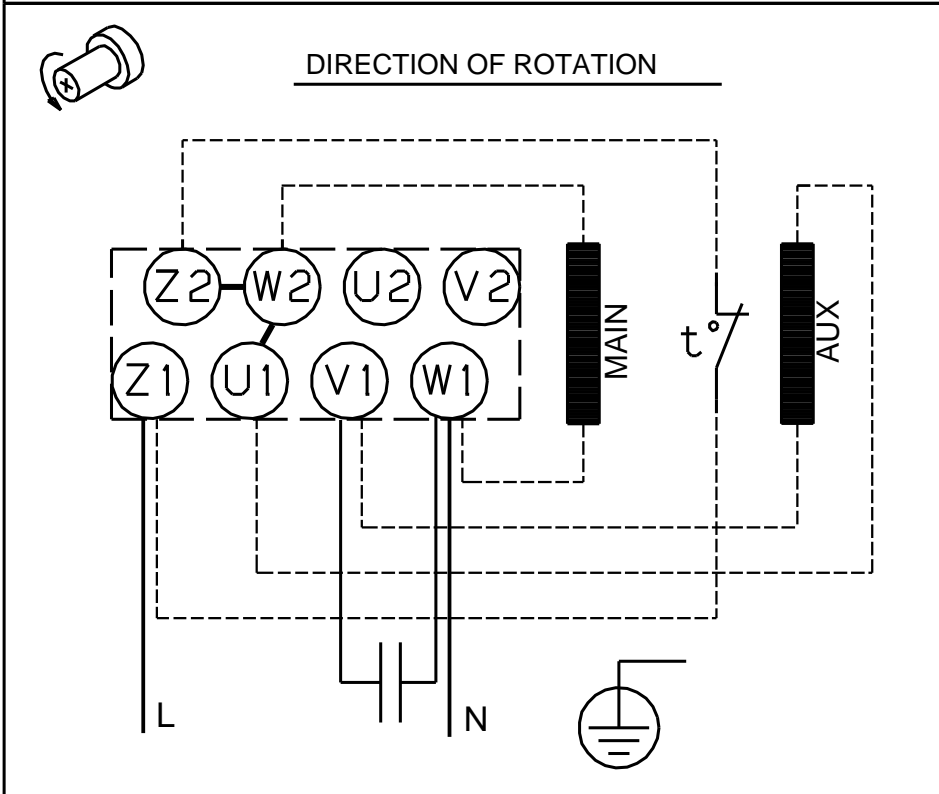 DIRECTION OF ROTATION
Z2 W2 U2 V2
Z1 U1 V1 W1
MAIN
t°
AUX
L
N